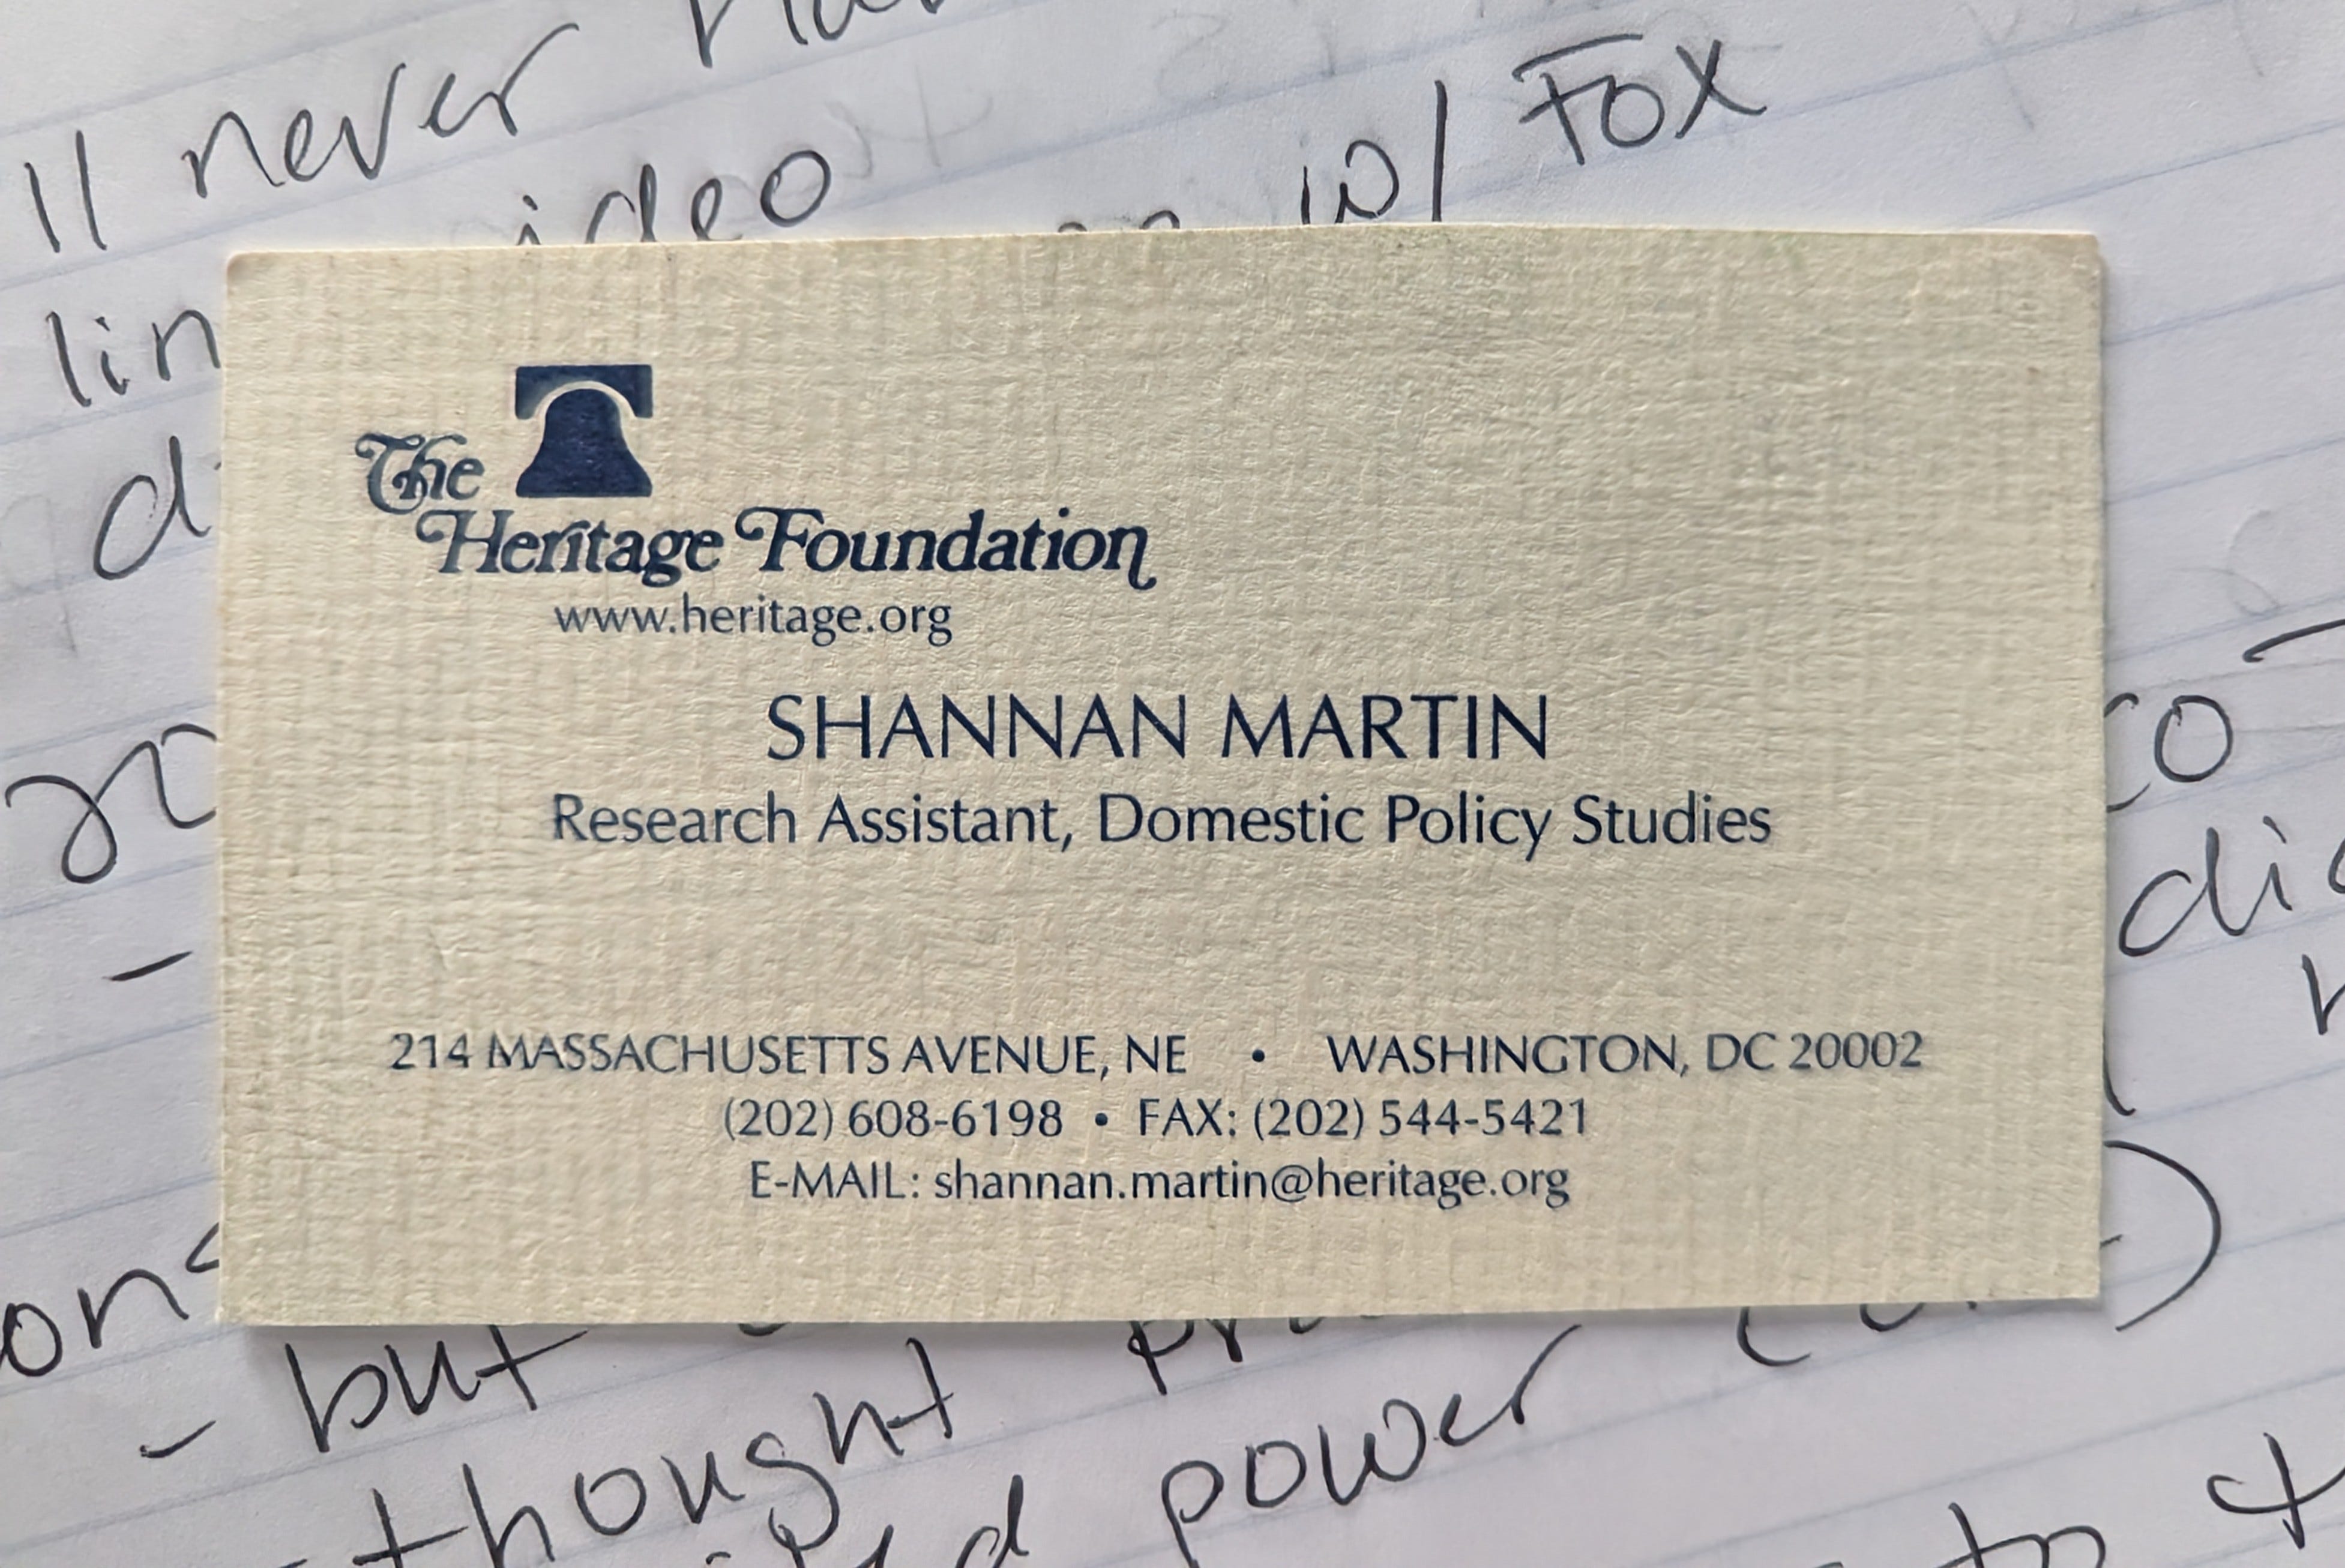 never
w/ Fox
The
Heritage Foundation
www.heritage.org
SHANNAN MARTIN
Research Assistant, Domestic Policy Studies
214 MASSACHUSETTS AVENUE, NE • WASHINGTON, DC 20002
(202) 608-6198 • FAX: (202) 544-5421
E-MAIL: shannan.martin@heritage.org
- but
- thought
power